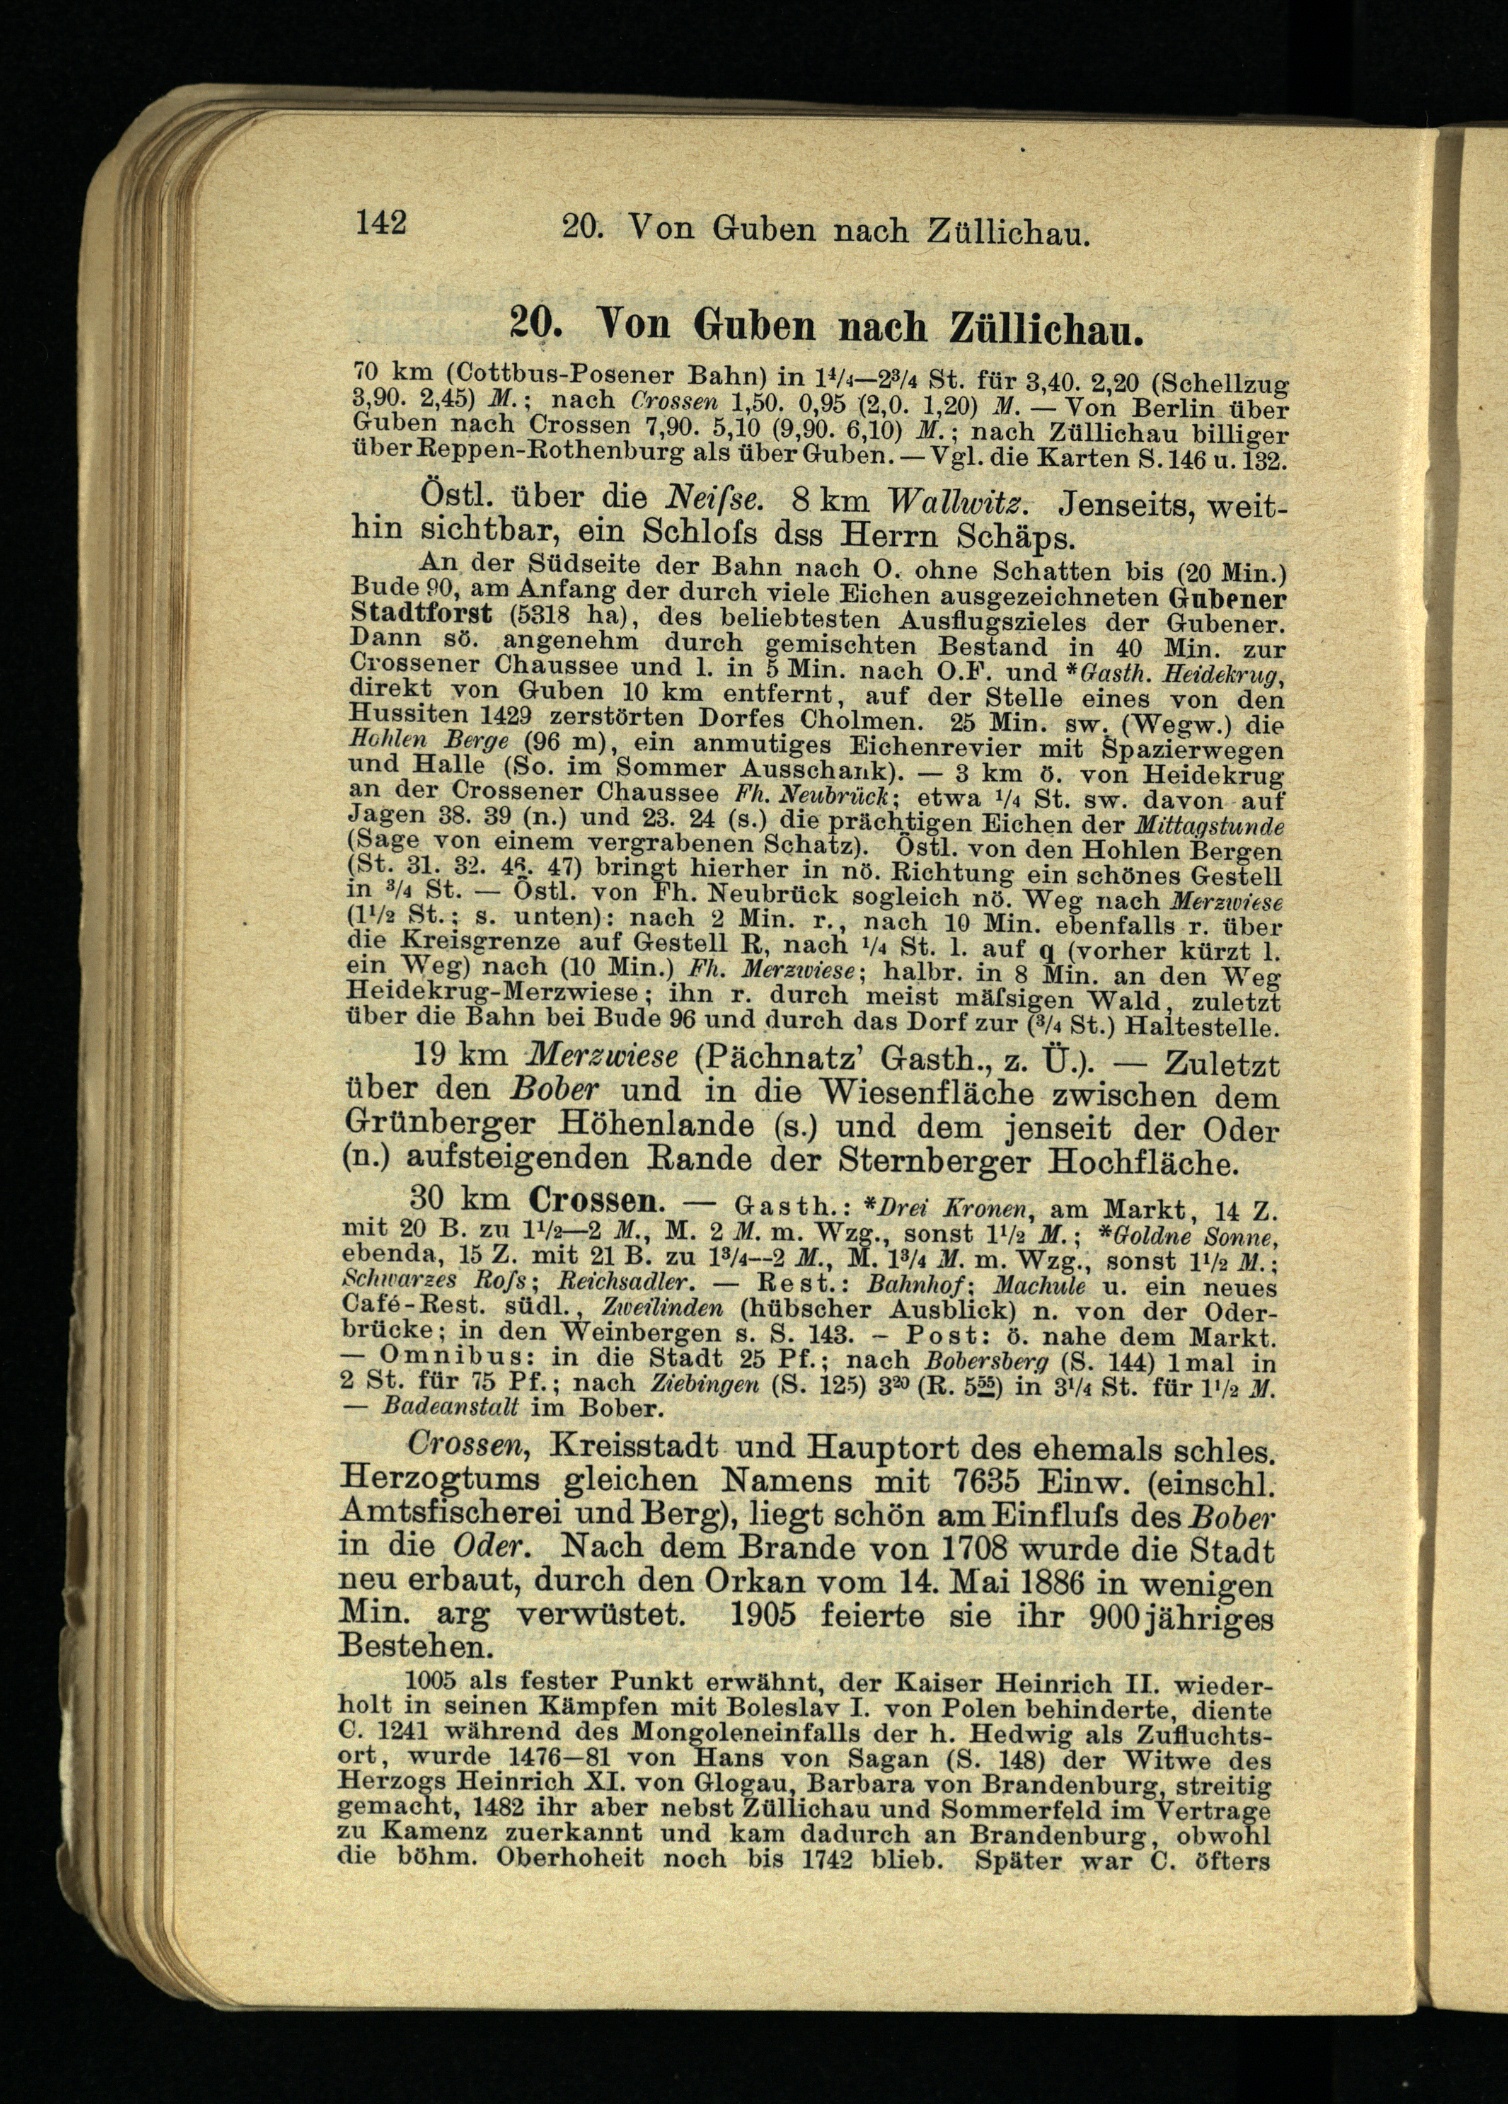 142 20. Von Guben nach Züllichau.
20. Von Guben nach Züllichau.
70 km (Cottbus-Posener Bahn) in 1¼—2¾ St. für 3,40. 2,20 (Schellzug
3,90. 2,45) M.; nach Crossen 1,50. 0,95 (2,0. 1,20) M. — Von Berlin über
Guben nach Crossen 7,90. 5,10 (9,90. 6,10) M.; nach Züllichau billiger
über Reppen-Rothenburg als über Guben. — Vgl. die Karten S. 146 u. 132.
Östl. über die Neiſse. 8 km Wallwitz. Jenseits, weit-
hin sichtbar, ein Schloſs dss Herrn Schäps.
An der Südseite der Bahn nach O. ohne Schatten bis (20 Min.)
Bude 90, am Anfang der durch viele Eichen ausgezeichneten Gubener
Stadtforst (5318 ha), des beliebtesten Ausflugszieles der Gubener.
Dann sö. angenehm durch gemischten Bestand in 40 Min. zur
Crossener Chaussee und l. in 5 Min. nach O.F. und *Gasth. Heidekrug,
direkt von Guben 10 km entfernt, auf der Stelle eines von den
Hussiten 1429 zerstörten Dorfes Cholmen. 25 Min. sw. (Wegw.) die
Hohlen Berge (96 m), ein anmutiges Eichenrevier mit Spazierwegen
und Halle (So. im Sommer Ausschank). — 3 km ö. von Heidekrug
an der Crossener Chaussee Fh. Neubrück; etwa ¼ St. sw. davon auf
Jagen 38. 39 (n.) und 23. 24 (s.) die prächtigen Eichen der Mittagstunde
(Sage von einem vergrabenen Schatz). Östl. von den Hohlen Bergen
(St. 31. 32. 46. 47) bringt hierher in nö. Richtung ein schönes Gestell
in ¾ St. — Östl. von Fh. Neubrück sogleich nö. Weg nach Merzwiese
(1½ St.; s. unten): nach 2 Min. r., nach 10 Min. ebenfalls r. über
die Kreisgrenze auf Gestell R, nach ¼ St. l. auf q (vorher kürzt l.
ein Weg) nach (10 Min.) Fh. Merzwiese; halbr. in 8 Min. an den Weg
Heidekrug-Merzwiese; ihn r. durch meist mäſsigen Wald, zuletzt
über die Bahn bei Bude 96 und durch das Dorf zur (¾ St.) Haltestelle.
19 km Merzwiese (Pächnatz' Gasth., z. Ü.). — Zuletzt
über den Bober und in die Wiesenfläche zwischen dem
Grünberger Höhenlande (s.) und dem jenseit der Oder
(n.) aufsteigenden Rande der Sternberger Hochfläche.
30 km Crossen. — Gasth.: *Drei Kronen, am Markt, 14 Z.
mit 20 B. zu 1½—2 M., M. 2 M. m. Wzg., sonst 1½ M.; *Goldne Sonne,
ebenda, 15 Z. mit 21 B. zu 1¾--2 M., M. 1¾ M. m. Wzg., sonst 1½ M.;
Schwarzes Roſs; Reichsadler. — Rest.: Bahnhof; Machule u. ein neues
Café-Rest. südl., Zweilinden (hübscher Ausblick) n. von der Oder-
brücke; in den Weinbergen s. S. 143. – Post: ö. nahe dem Markt.
— Omnibus: in die Stadt 25 Pf.; nach Bobersberg (S. 144) 1mal in
2 St. für 75 Pf.; nach Ziebingen (S. 125) 3²⁰ (R. 5⁵⁵) in 3¼ St. für 1½ M.
— Badeanstalt im Bober.
Crossen, Kreisstadt und Hauptort des ehemals schles.
Herzogtums gleichen Namens mit 7635 Einw. (einschl.
Amtsfischerei und Berg), liegt schön am Einfluſs des Bober
in die Oder. Nach dem Brande von 1708 wurde die Stadt
neu erbaut, durch den Orkan vom 14. Mai 1886 in wenigen
Min. arg verwüstet. 1905 feierte sie ihr 900jähriges
Bestehen.
1005 als fester Punkt erwähnt, der Kaiser Heinrich II. wieder-
holt in seinen Kämpfen mit Boleslav I. von Polen behinderte, diente
C. 1241 während des Mongoleneinfalls der h. Hedwig als Zufluchts-
ort, wurde 1476—81 von Hans von Sagan (S. 148) der Witwe des
Herzogs Heinrich XI. von Glogau, Barbara von Brandenburg, streitig
gemacht, 1482 ihr aber nebst Züllichau und Sommerfeld im Vertrage
zu Kamenz zuerkannt und kam dadurch an Brandenburg, obwohl
die böhm. Oberhoheit noch bis 1742 blieb. Später war C. öfters